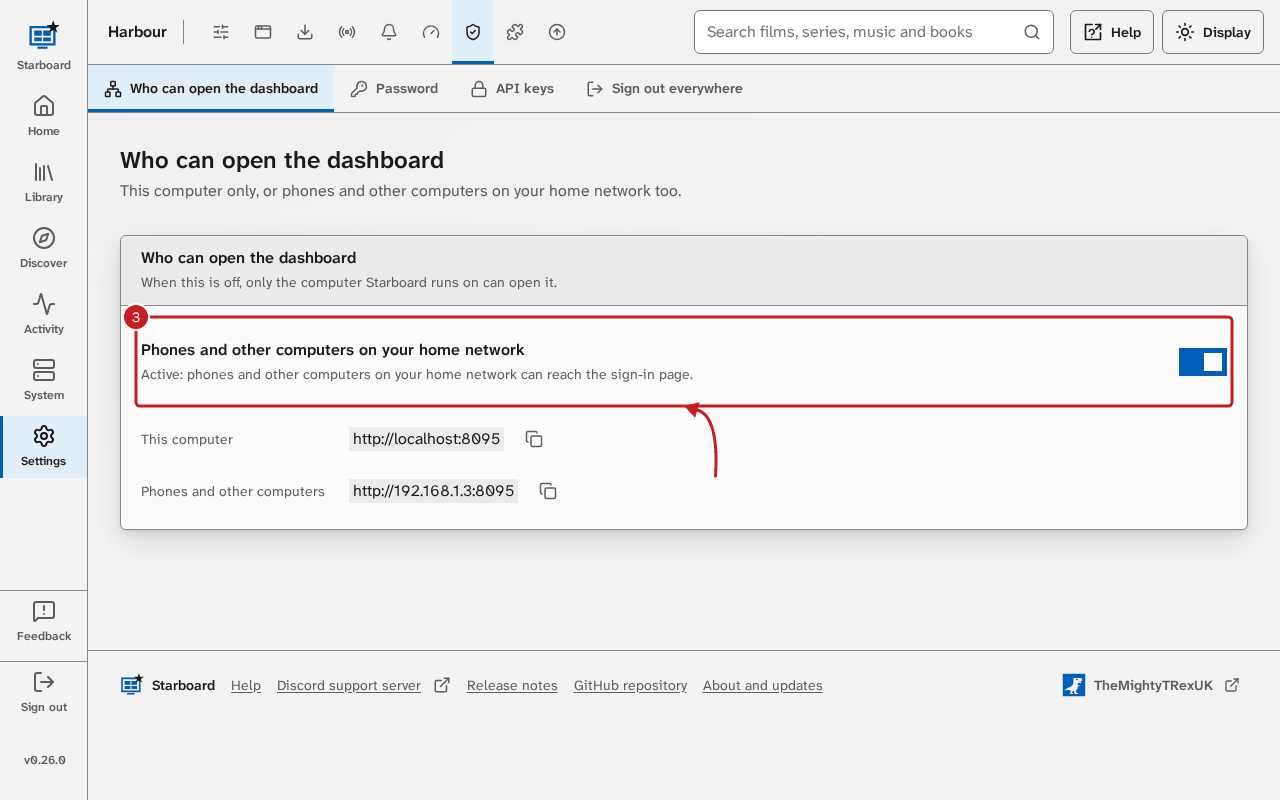 Starboard
Home
Library
Discover
Activity
System
Settings
Feedback
Sign out
v0.26.0
Harbour
Search films, series, music and books
Help
Display
Who can open the dashboard
Password
API keys
Sign out everywhere
Who can open the dashboard
This computer only, or phones and other computers on your home network too.
Who can open the dashboard
When this is off, only the computer Starboard runs on can open it.
3
Phones and other computers on your home network
Active: phones and other computers on your home network can reach the sign-in page.
This computer
http://localhost:8095
Phones and other computers
http://192.168.1.3:8095
Starboard
Help
Discord support server
Release notes
GitHub repository
About and updates
TheMightyTRexUK